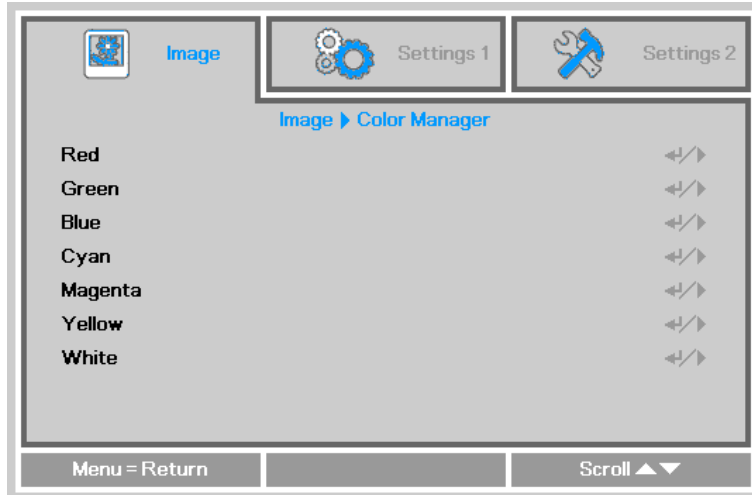 Image Settings 1 Settings 2
Image Color Manager
Red
Green
Blue
Cyan
Magenta
Yellow
White
Menu = Return Scroll